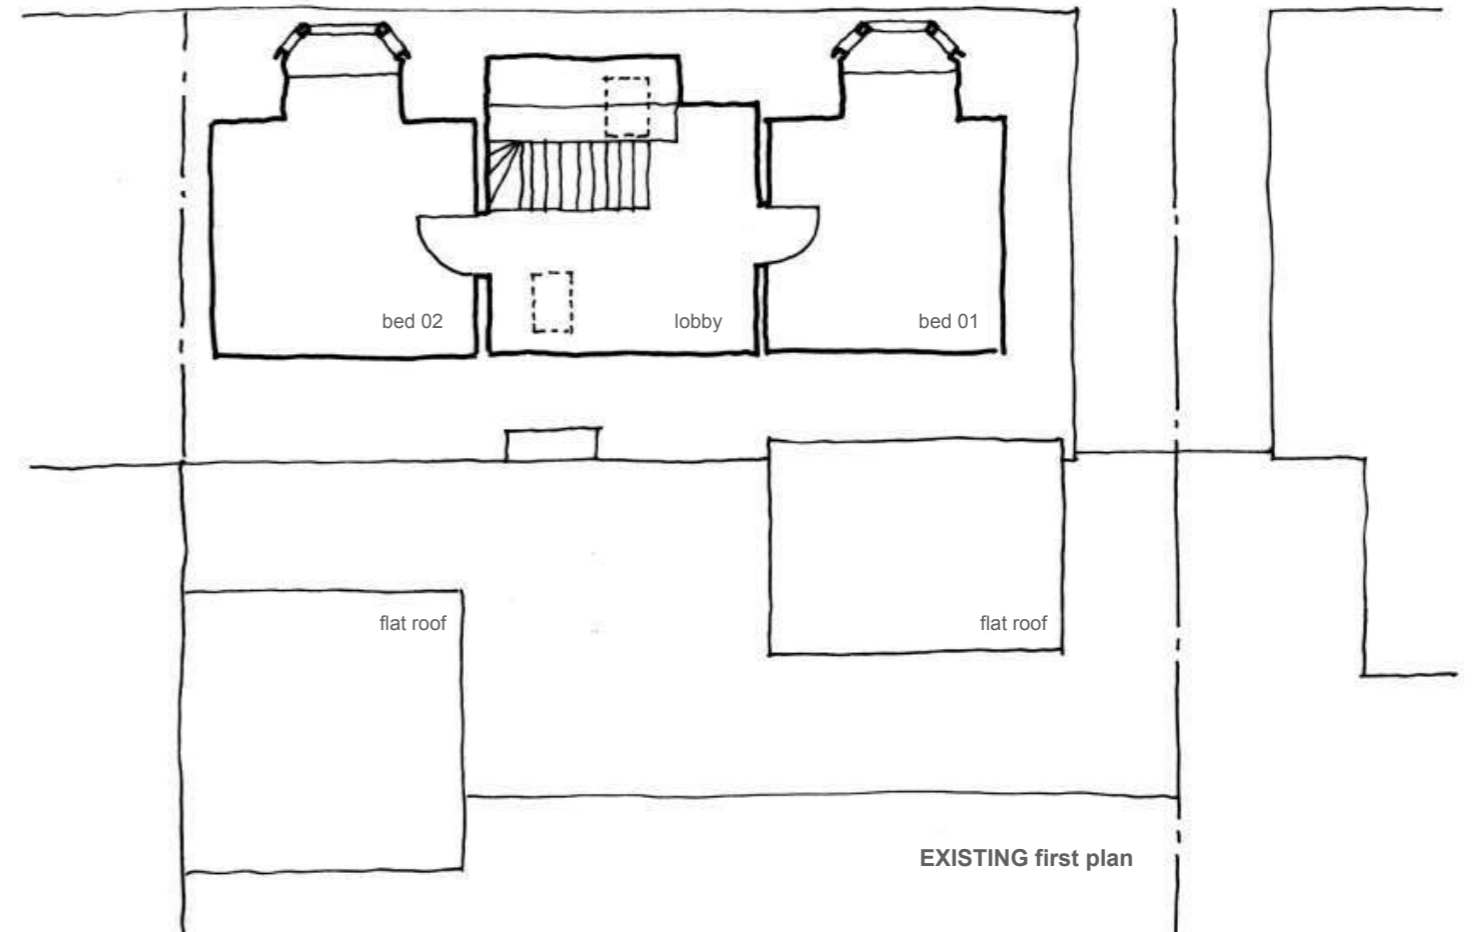 bed 02
lobby
bed 01
flat roof
flat roof
EXISTING first plan